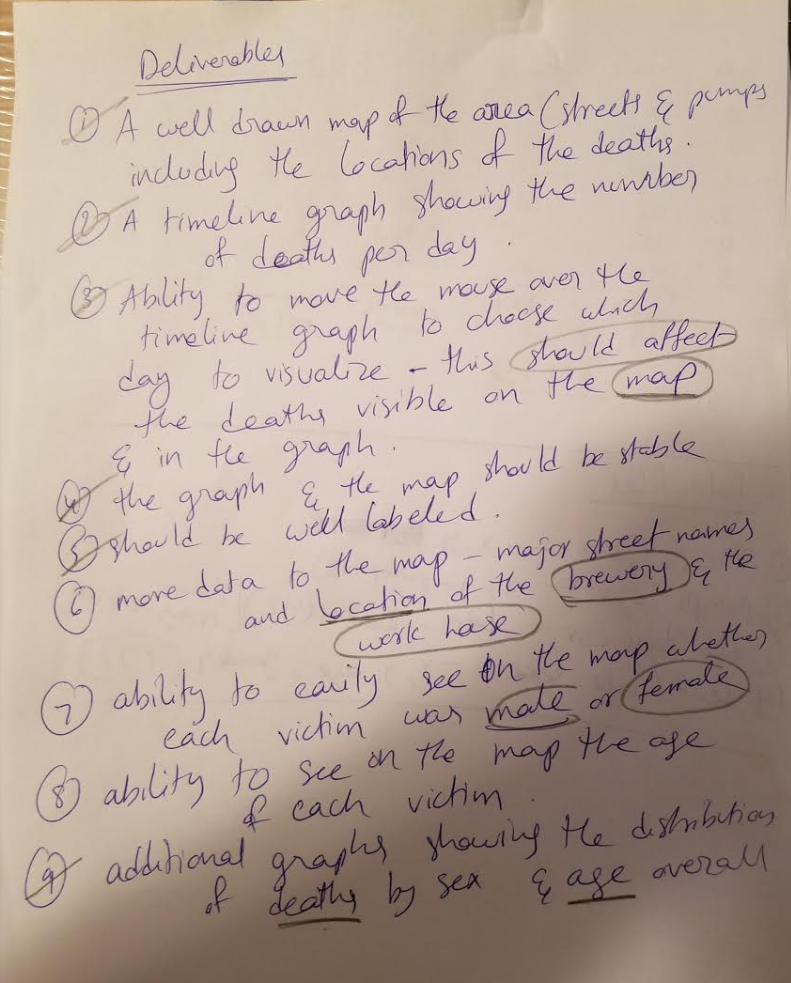 Deliverables
① A well drawn map of the area (streets & pumps
including the locations of the deaths.
② A timeline graph showing the number
of deaths per day.
③ Ability to move the mouse over the
timeline graph to choose which
day to visualize - this should affect
the deaths visible on the map
& in the graph.
④ the graph & the map should be stable
⑤ should be well labeled.
⑥ more data to the map - major street names
and location of the brewery & the
work house
⑦ ability to easily see on the map whether
each victim was male or female
⑧ ability to see on the map the age
of each victim.
⑨ additional graphs showing the distribution
of deaths by sex & age overall